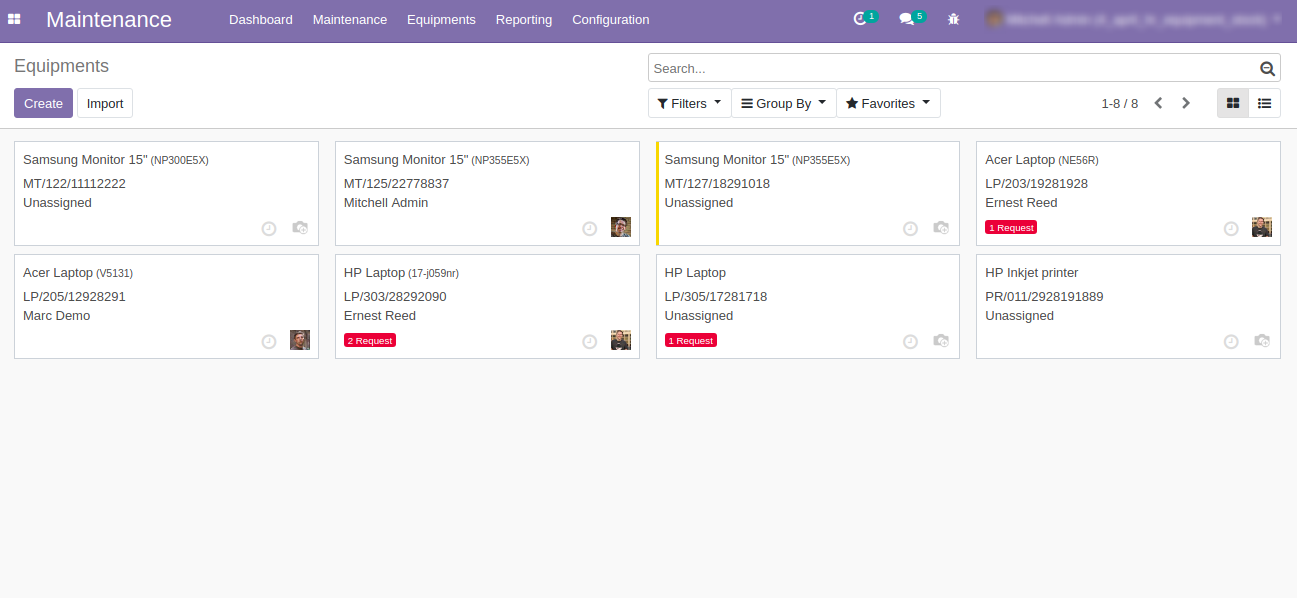 Maintenance
Dashboard Maintenance Equipments Reporting Configuration
1 5
Equipments
Search...
Create Import
Filters Group By Favorites 1-8 / 8
Samsung Monitor 15" (NP300E5X)
MT/122/11112222
Unassigned
Samsung Monitor 15" (NP355E5X)
MT/125/22778837
Mitchell Admin
Samsung Monitor 15" (NP355E5X)
MT/127/18291018
Unassigned
Acer Laptop (NE56R)
LP/203/19281928
Ernest Reed
1 Request
Acer Laptop (V5131)
LP/205/12928291
Marc Demo
HP Laptop (17-j059nr)
LP/303/28292090
Ernest Reed
2 Request
HP Laptop
LP/305/17281718
Unassigned
1 Request
HP Inkjet printer
PR/011/2928191889
Unassigned